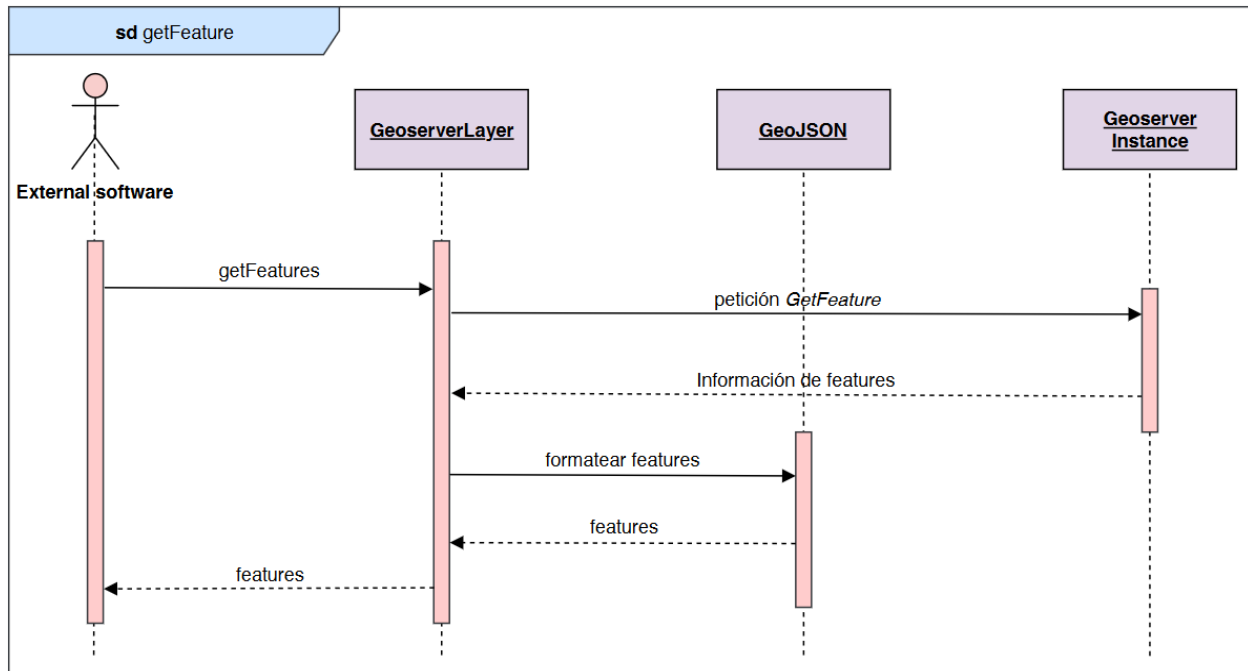 sd getFeature
GeoserverLayer
GeoJSON
Geoserver
Instance
External software
getFeatures
petición GetFeature
Información de features
formatear features
features
features